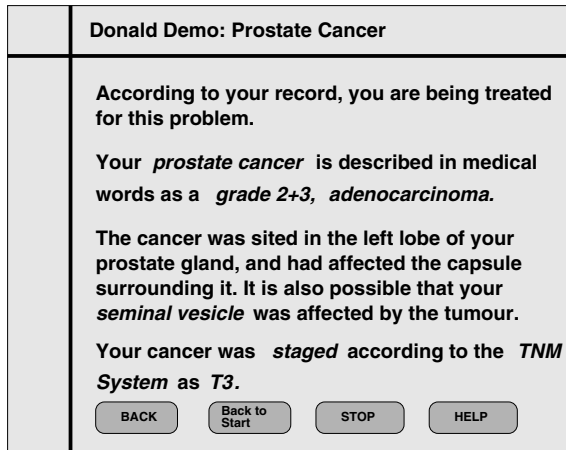 Donald Demo: Prostate Cancer
According to your record, you are being treated
for this problem.
Your prostate cancer is described in medical
words as a grade 2+3, adenocarcinoma.
The cancer was sited in the left lobe of your
prostate gland, and had affected the capsule
surrounding it. It is also possible that your
seminal vesicle was affected by the tumour.
Your cancer was staged according to the TNM
System as T3.
BACK
Back to
Start
STOP
HELP